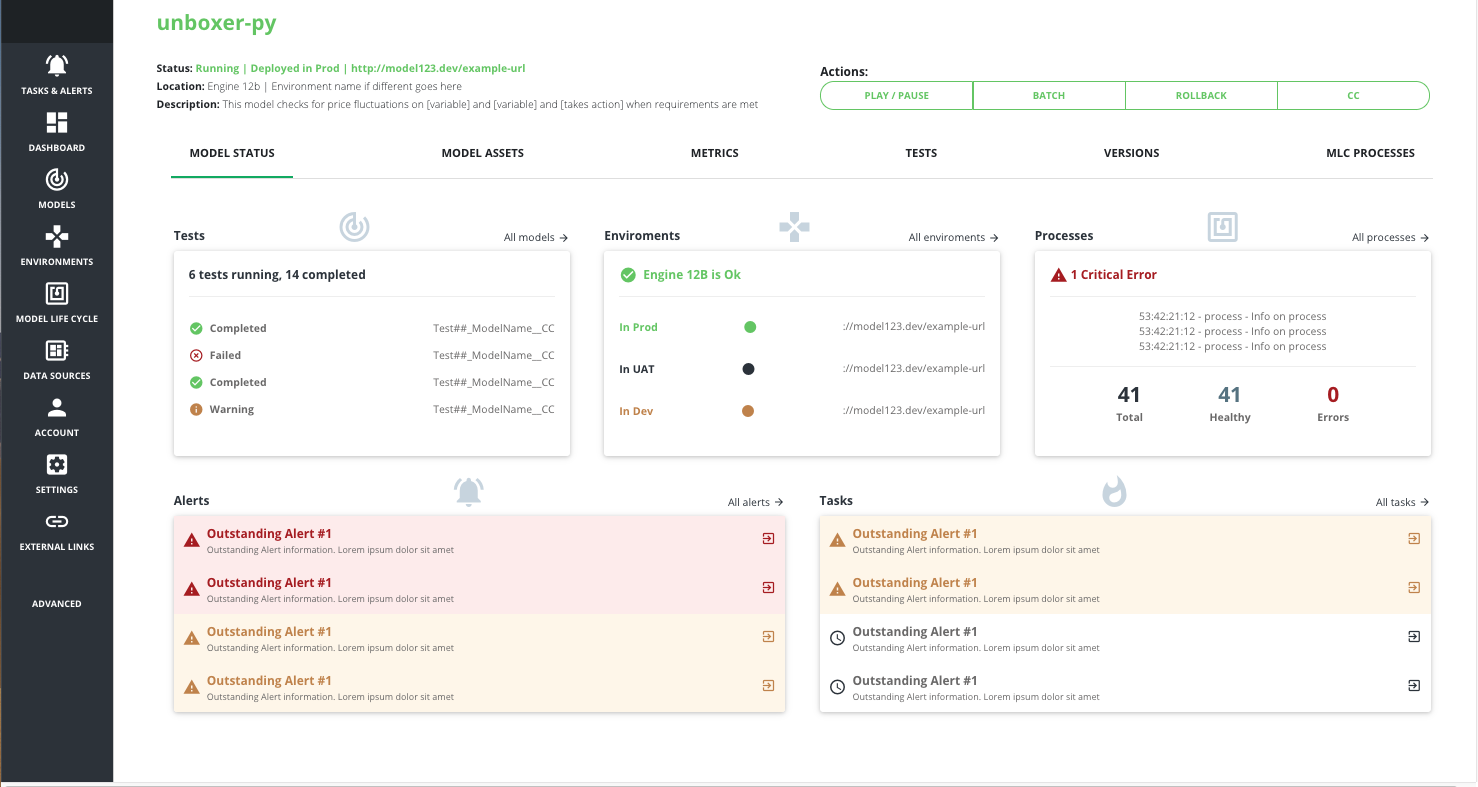 unboxer-py
Status: Running | Deployed in Prod | http://model123.dev/example-url
Location: Engine 12b | Environment name if different goes here
Description: This model checks for price fluctuations on [variable] and [variable] and [takes action] when requirements are met
Actions:
PLAY / PAUSE BATCH ROLLBACK CC
TASKS & ALERTS
DASHBOARD
MODELS
ENVIRONMENTS
MODEL LIFE CYCLE
DATA SOURCES
ACCOUNT
SETTINGS
EXTERNAL LINKS
ADVANCED
MODEL STATUS MODEL ASSETS METRICS TESTS VERSIONS MLC PROCESSES
Tests All models →
6 tests running, 14 completed
Completed Test##_ModelName__CC
Failed Test##_ModelName__CC
Completed Test##_ModelName__CC
Warning Test##_ModelName__CC
Enviroments All enviroments →
Engine 12B is Ok
In Prod ://model123.dev/example-url
In UAT ://model123.dev/example-url
In Dev ://model123.dev/example-url
Processes All processes →
1 Critical Error
53:42:21:12 - process - Info on process
53:42:21:12 - process - Info on process
53:42:21:12 - process - Info on process
41 41 0
Total Healthy Errors
Alerts All alerts →
Outstanding Alert #1
Outstanding Alert information. Lorem ipsum dolor sit amet
Outstanding Alert #1
Outstanding Alert information. Lorem ipsum dolor sit amet
Outstanding Alert #1
Outstanding Alert information. Lorem ipsum dolor sit amet
Outstanding Alert #1
Outstanding Alert information. Lorem ipsum dolor sit amet
Tasks All tasks →
Outstanding Alert #1
Outstanding Alert information. Lorem ipsum dolor sit amet
Outstanding Alert #1
Outstanding Alert information. Lorem ipsum dolor sit amet
Outstanding Alert #1
Outstanding Alert information. Lorem ipsum dolor sit amet
Outstanding Alert #1
Outstanding Alert information. Lorem ipsum dolor sit amet